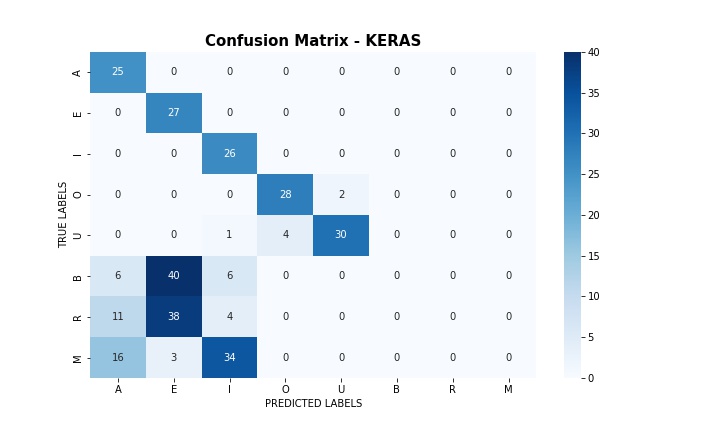 Confusion Matrix - KERAS
A 25 0 0 0 0 0 0 0
E 0 27 0 0 0 0 0 0
I 0 0 26 0 0 0 0 0
O 0 0 0 28 2 0 0 0
U 0 0 1 4 30 0 0 0
B 6 40 6 0 0 0 0 0
R 11 38 4 0 0 0 0 0
M 16 3 34 0 0 0 0 0
A E I O U B R M
TRUE LABELS
PREDICTED LABELS
40
35
30
25
20
15
10
5
0